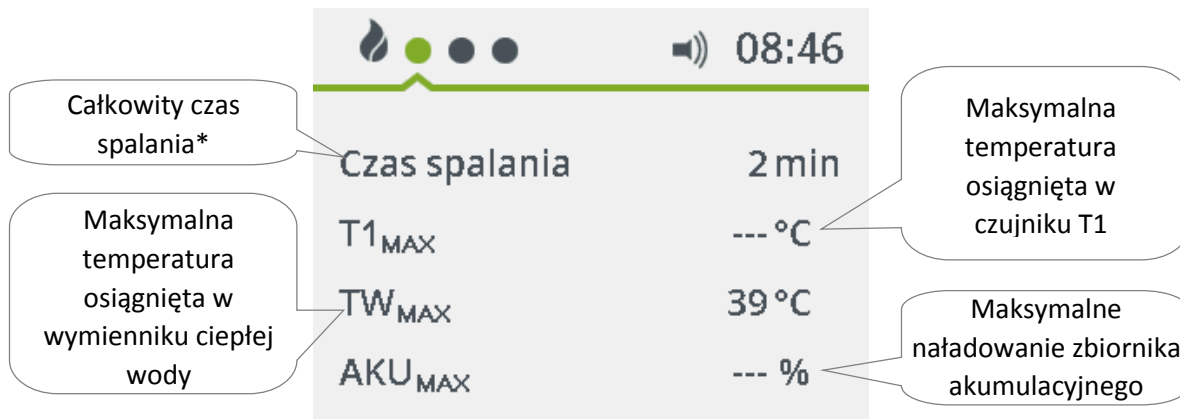 08:46
Całkowity czas
spalania*
Czas spalania 2 min
Maksymalna
temperatura
osiągnięta w
czujniku T1
Maksymalna
temperatura
osiągnięta w
wymienniku ciepłej
wody
T1MAX --- °C
TWMAX 39 °C
AKUMAX --- %
Maksymalne
naładowanie zbiornika
akumulacyjnego